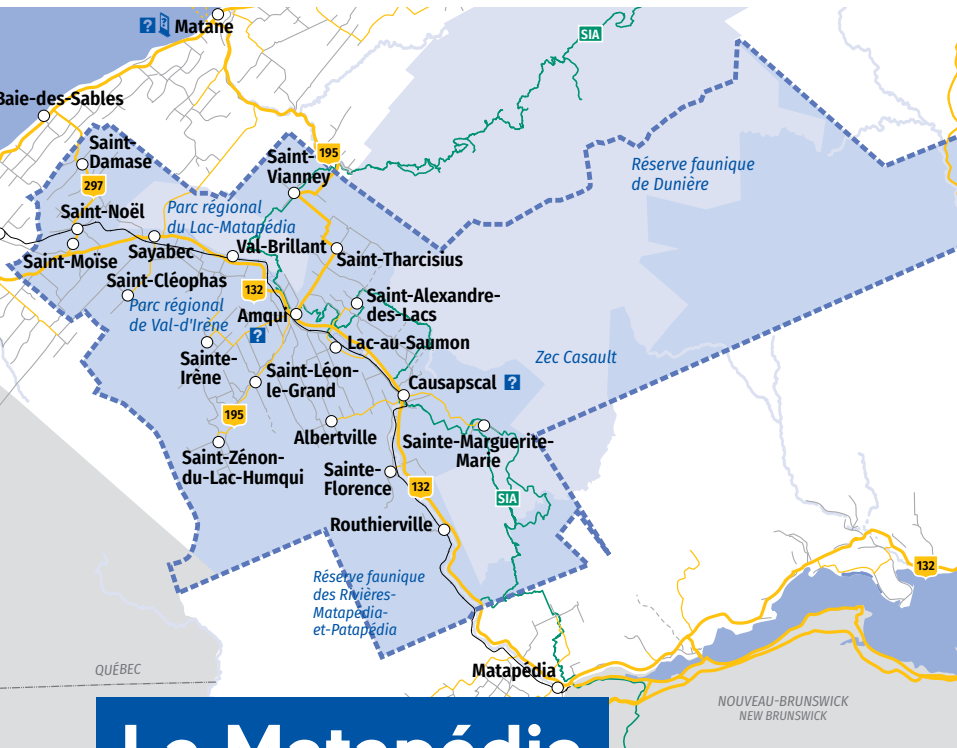 ? Matane
SIA
Baie-des-Sables
Saint-
Damase
297
195
Saint-
Vianney
Réserve faunique
de Dunière
Saint-Noël
Parc régional
du Lac-Matapédia
Val-Brillant
Saint-Moïse
Sayabec
Saint-Tharcisius
Saint-Cléophas
132
Parc régional
de Val-d'Irène
Saint-Alexandre-
des-Lacs
Amqui
?
Lac-au-Saumon
Zec Casault
Sainte-
Irène
Saint-Léon-
le-Grand
Causapscal ?
195
Albertville
Sainte-Marguerite-
Marie
Saint-Zénon-
du-Lac-Humqui
Sainte-
Florence
132
SIA
Routhierville
132
Réserve faunique
des Rivières-
Matapédia-
et-Patapédia
QUÉBEC
Matapédia
NOUVEAU-BRUNSWICK
NEW BRUNSWICK
La Matapédia